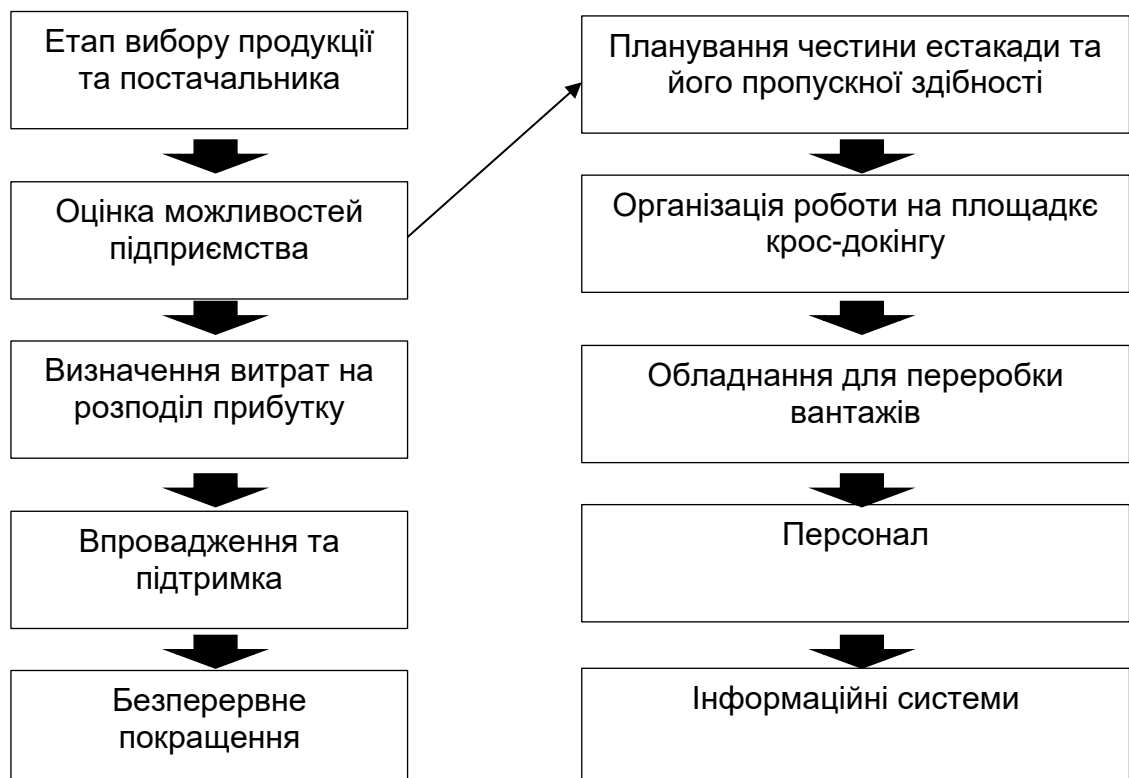 Етап вибору продукції
та постачальника
Оцінка можливостей
підприємства
Визначення витрат на
розподіл прибутку
Впровадження та
підтримка
Безперервне
покращення
Планування честини естакади та
його пропускної здібності
Організація роботи на площадкє
крос-докінгу
Обладнання для переробки
вантажів
Персонал
Інформаційні системи